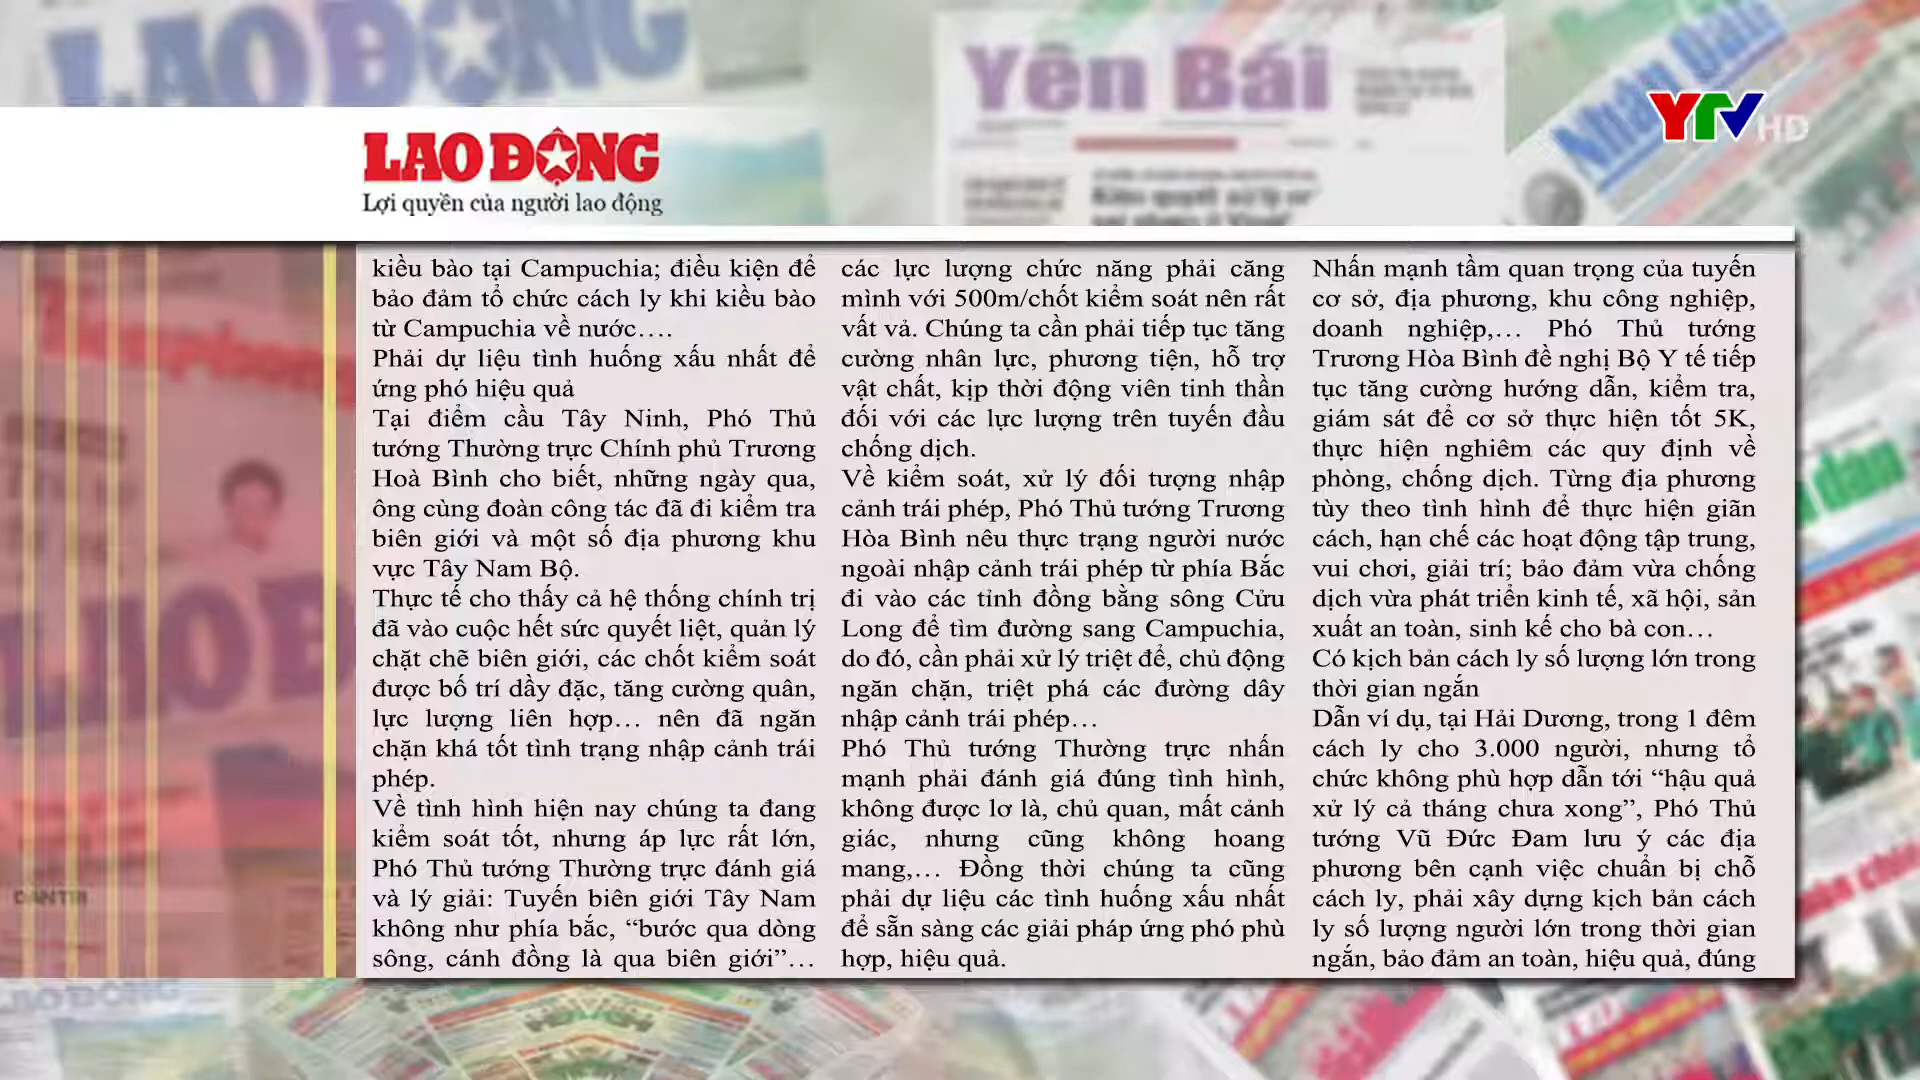 LAO ĐỘNG
Yên Bái
Nhân Dân
YTV HD
LAO ĐỘNG
Lợi quyền của người lao động
kiều bào tại Campuchia; điều kiện để
bảo đảm tổ chức cách ly khi kiều bào
từ Campuchia về nước….
Phải dự liệu tình huống xấu nhất để
ứng phó hiệu quả
Tại điểm cầu Tây Ninh, Phó Thủ
tướng Thường trực Chính phủ Trương
Hoà Bình cho biết, những ngày qua,
ông cùng đoàn công tác đã đi kiểm tra
biên giới và một số địa phương khu
vực Tây Nam Bộ.
Thực tế cho thấy cả hệ thống chính trị
đã vào cuộc hết sức quyết liệt, quản lý
chặt chẽ biên giới, các chốt kiểm soát
được bố trí dầy đặc, tăng cường quân,
lực lượng liên hợp… nên đã ngăn
chặn khá tốt tình trạng nhập cảnh trái
phép.
Về tình hình hiện nay chúng ta đang
kiểm soát tốt, nhưng áp lực rất lớn,
Phó Thủ tướng Thường trực đánh giá
và lý giải: Tuyến biên giới Tây Nam
không như phía bắc, “bước qua dòng
sông, cánh đồng là qua biên giới”…
các lực lượng chức năng phải căng
mình với 500m/chốt kiểm soát nên rất
vất vả. Chúng ta cần phải tiếp tục tăng
cường nhân lực, phương tiện, hỗ trợ
vật chất, kịp thời động viên tinh thần
đối với các lực lượng trên tuyến đầu
chống dịch.
Về kiểm soát, xử lý đối tượng nhập
cảnh trái phép, Phó Thủ tướng Trương
Hòa Bình nêu thực trạng người nước
ngoài nhập cảnh trái phép từ phía Bắc
đi vào các tỉnh đồng bằng sông Cửu
Long để tìm đường sang Campuchia,
do đó, cần phải xử lý triệt để, chủ động
ngăn chặn, triệt phá các đường dây
nhập cảnh trái phép…
Phó Thủ tướng Thường trực nhấn
mạnh phải đánh giá đúng tình hình,
không được lơ là, chủ quan, mất cảnh
giác, nhưng cũng không hoang
mang,… Đồng thời chúng ta cũng
phải dự liệu các tình huống xấu nhất
để sẵn sàng các giải pháp ứng phó phù
hợp, hiệu quả.
Nhấn mạnh tầm quan trọng của tuyến
cơ sở, địa phương, khu công nghiệp,
doanh nghiệp,… Phó Thủ tướng
Trương Hòa Bình đề nghị Bộ Y tế tiếp
tục tăng cường hướng dẫn, kiểm tra,
giám sát để cơ sở thực hiện tốt 5K,
thực hiện nghiêm các quy định về
phòng, chống dịch. Từng địa phương
tùy theo tình hình để thực hiện giãn
cách, hạn chế các hoạt động tập trung,
vui chơi, giải trí; bảo đảm vừa chống
dịch vừa phát triển kinh tế, xã hội, sản
xuất an toàn, sinh kế cho bà con…
Có kịch bản cách ly số lượng lớn trong
thời gian ngắn
Dẫn ví dụ, tại Hải Dương, trong 1 đêm
cách ly cho 3.000 người, nhưng tổ
chức không phù hợp dẫn tới “hậu quả
xử lý cả tháng chưa xong”, Phó Thủ
tướng Vũ Đức Đam lưu ý các địa
phương bên cạnh việc chuẩn bị chỗ
cách ly, phải xây dựng kịch bản cách
ly số lượng người lớn trong thời gian
ngắn, bảo đảm an toàn, hiệu quả, đúng